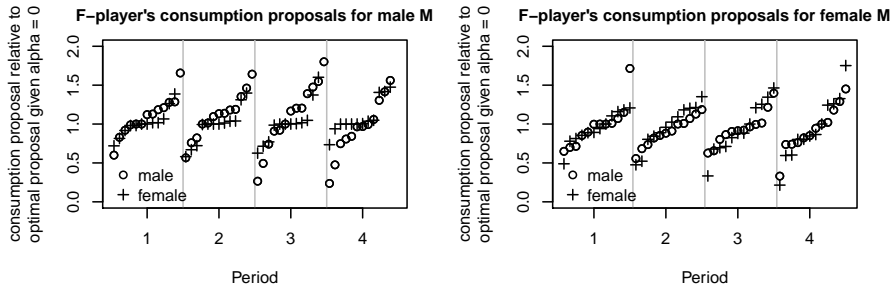 F−player's consumption proposals for male M
consumption proposal relative to
optimal proposal given alpha = 0
2.0
1.5
1.0
0.5
0.0
male
female
1 2 3 4
Period
F−player's consumption proposals for female M
consumption proposal relative to
optimal proposal given alpha = 0
2.0
1.5
1.0
0.5
0.0
male
female
1 2 3 4
Period